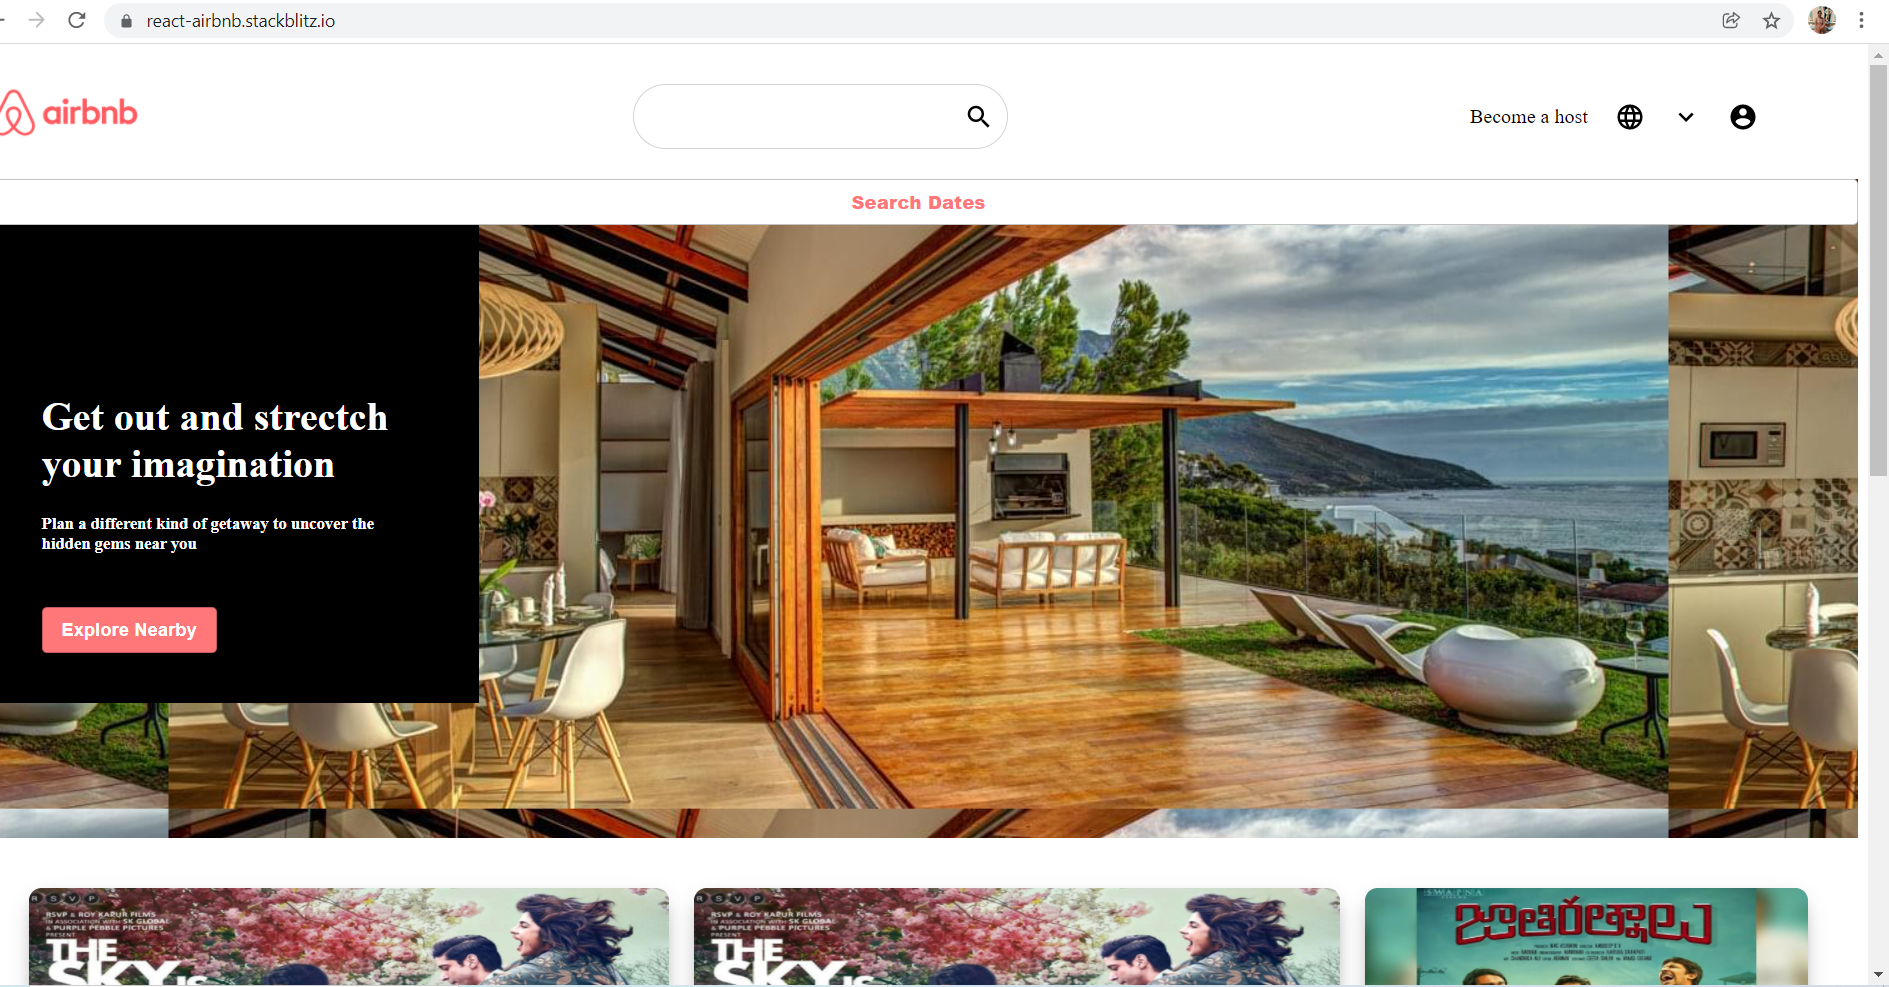 react-airbnb.stackblitz.io
airbnb
Become a host
Search Dates
Get out and strectch
your imagination
Plan a different kind of getaway to uncover the
hidden gems near you
Explore Nearby
R S V P
RSVP & ROY KAPUR FILMS
IN ASSOCIATION WITH SK GLOBAL
& PURPLE PEBBLE PICTURES
PRESENT
THE
SKY IS
R S V P
RSVP & ROY KAPUR FILMS
IN ASSOCIATION WITH SK GLOBAL
& PURPLE PEBBLE PICTURES
PRESENT
THE
SKY IS
SWAPNA
జాతిరత్నాలు